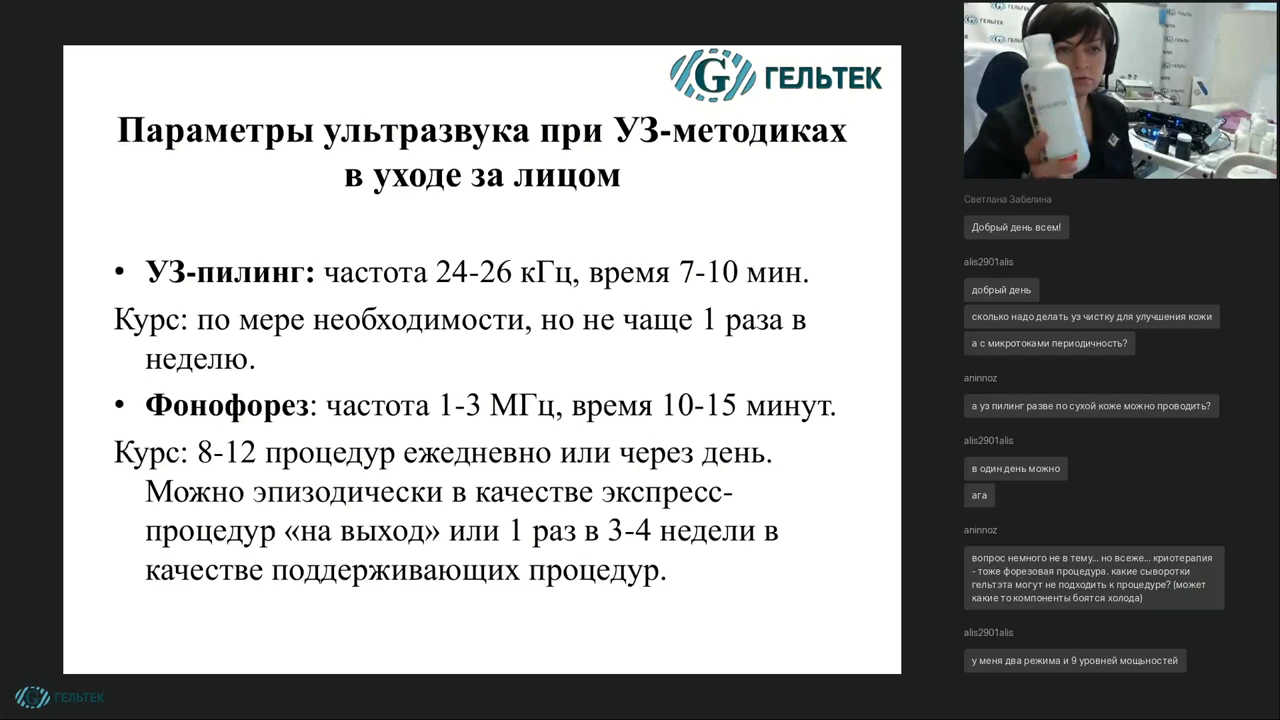 ГЕЛЬТЕК
Параметры ультразвука при УЗ-методиках
в уходе за лицом
• УЗ-пилинг: частота 24-26 кГц, время 7-10 мин.
Курс: по мере необходимости, но не чаще 1 раза в
неделю.
• Фонофорез: частота 1-3 МГц, время 10-15 минут.
Курс: 8-12 процедур ежедневно или через день.
Можно эпизодически в качестве экспресс-
процедур «на выход» или 1 раз в 3-4 недели в
качестве поддерживающих процедур.
ГЕЛЬТЕК
ГЕЛЬТЕК
Светлана Забелина
Добрый день всем!
alis2901alis
добрый день
сколько надо делать уз чистку для улучшения кожи
а с микротоками периодичность?
aninnoz
а уз пилинг разве по сухой коже можно проводить?
alis2901alis
в один день можно
ага
aninnoz
вопрос немного не в тему... но всеже... криотерапия
- тоже форезовая процедура. какие сыворотки
гельтэта могут не подходить к процедуре? (может
какие то компоненты боятся холода)
alis2901alis
у меня два режима и 9 уровней мощьностей